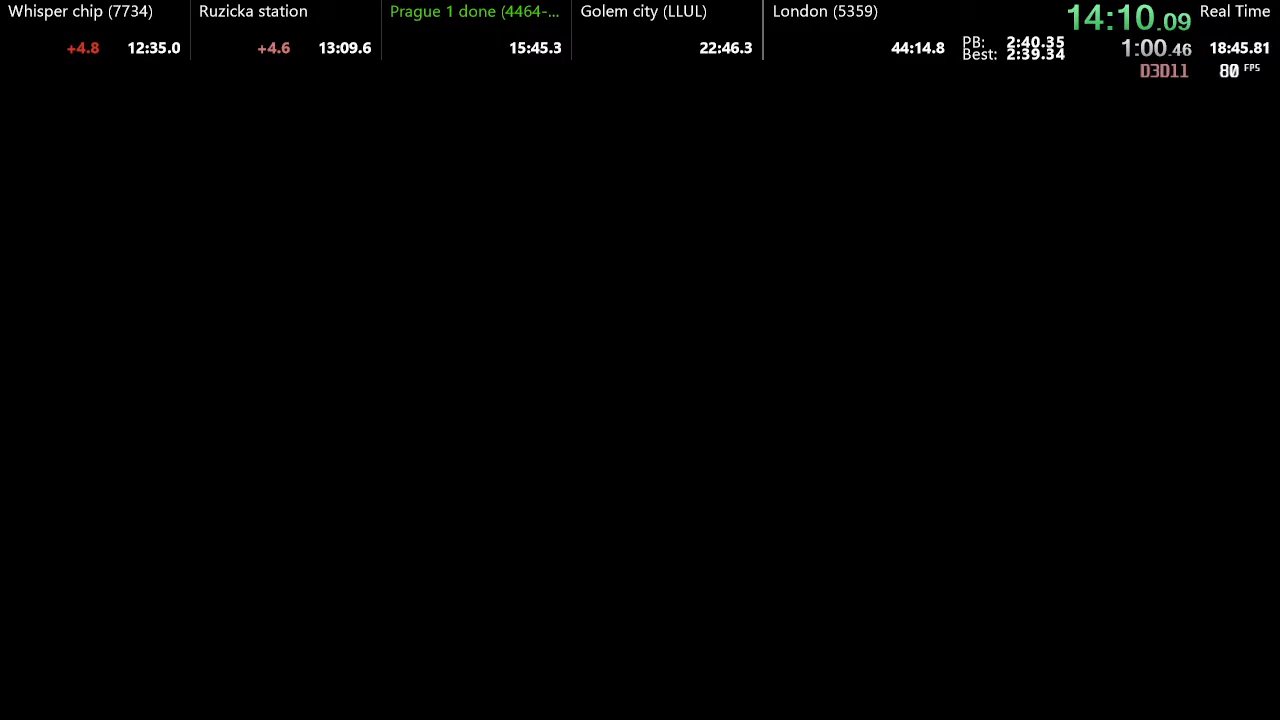 Whisper chip (7734)
+4.8 12:35.0
Ruzicka station
+4.6 13:09.6
Prague 1 done (4464-...
15:45.3
Golem city (LLUL)
22:46.3
London (5359)
44:14.8
PB: 2:40.35
Best: 2:39.34
14:10.09
1:00.46
Real Time
18:45.81
D3D11 80 FPS